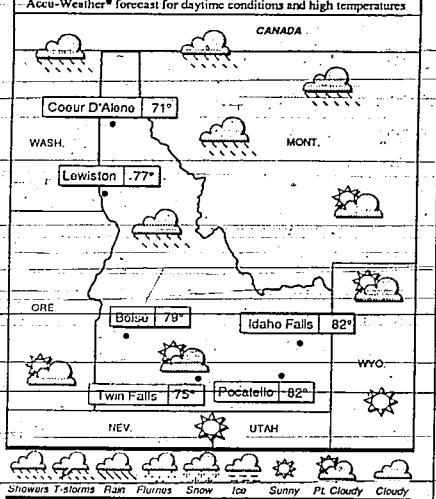 Accu-Weather® forecast for daytime conditions and high temperatures
CANADA
Coeur D'Alene 71°
WASH.
MONT.
Lewiston 77°
ORE
Boise 79°
Idaho Falls 82°
WYO.
Twin Falls 75°
Pocatello 82°
NEV.
UTAH
Showers T-storms Rain Flurries Snow Ice Sunny Pt. Cloudy Cloudy